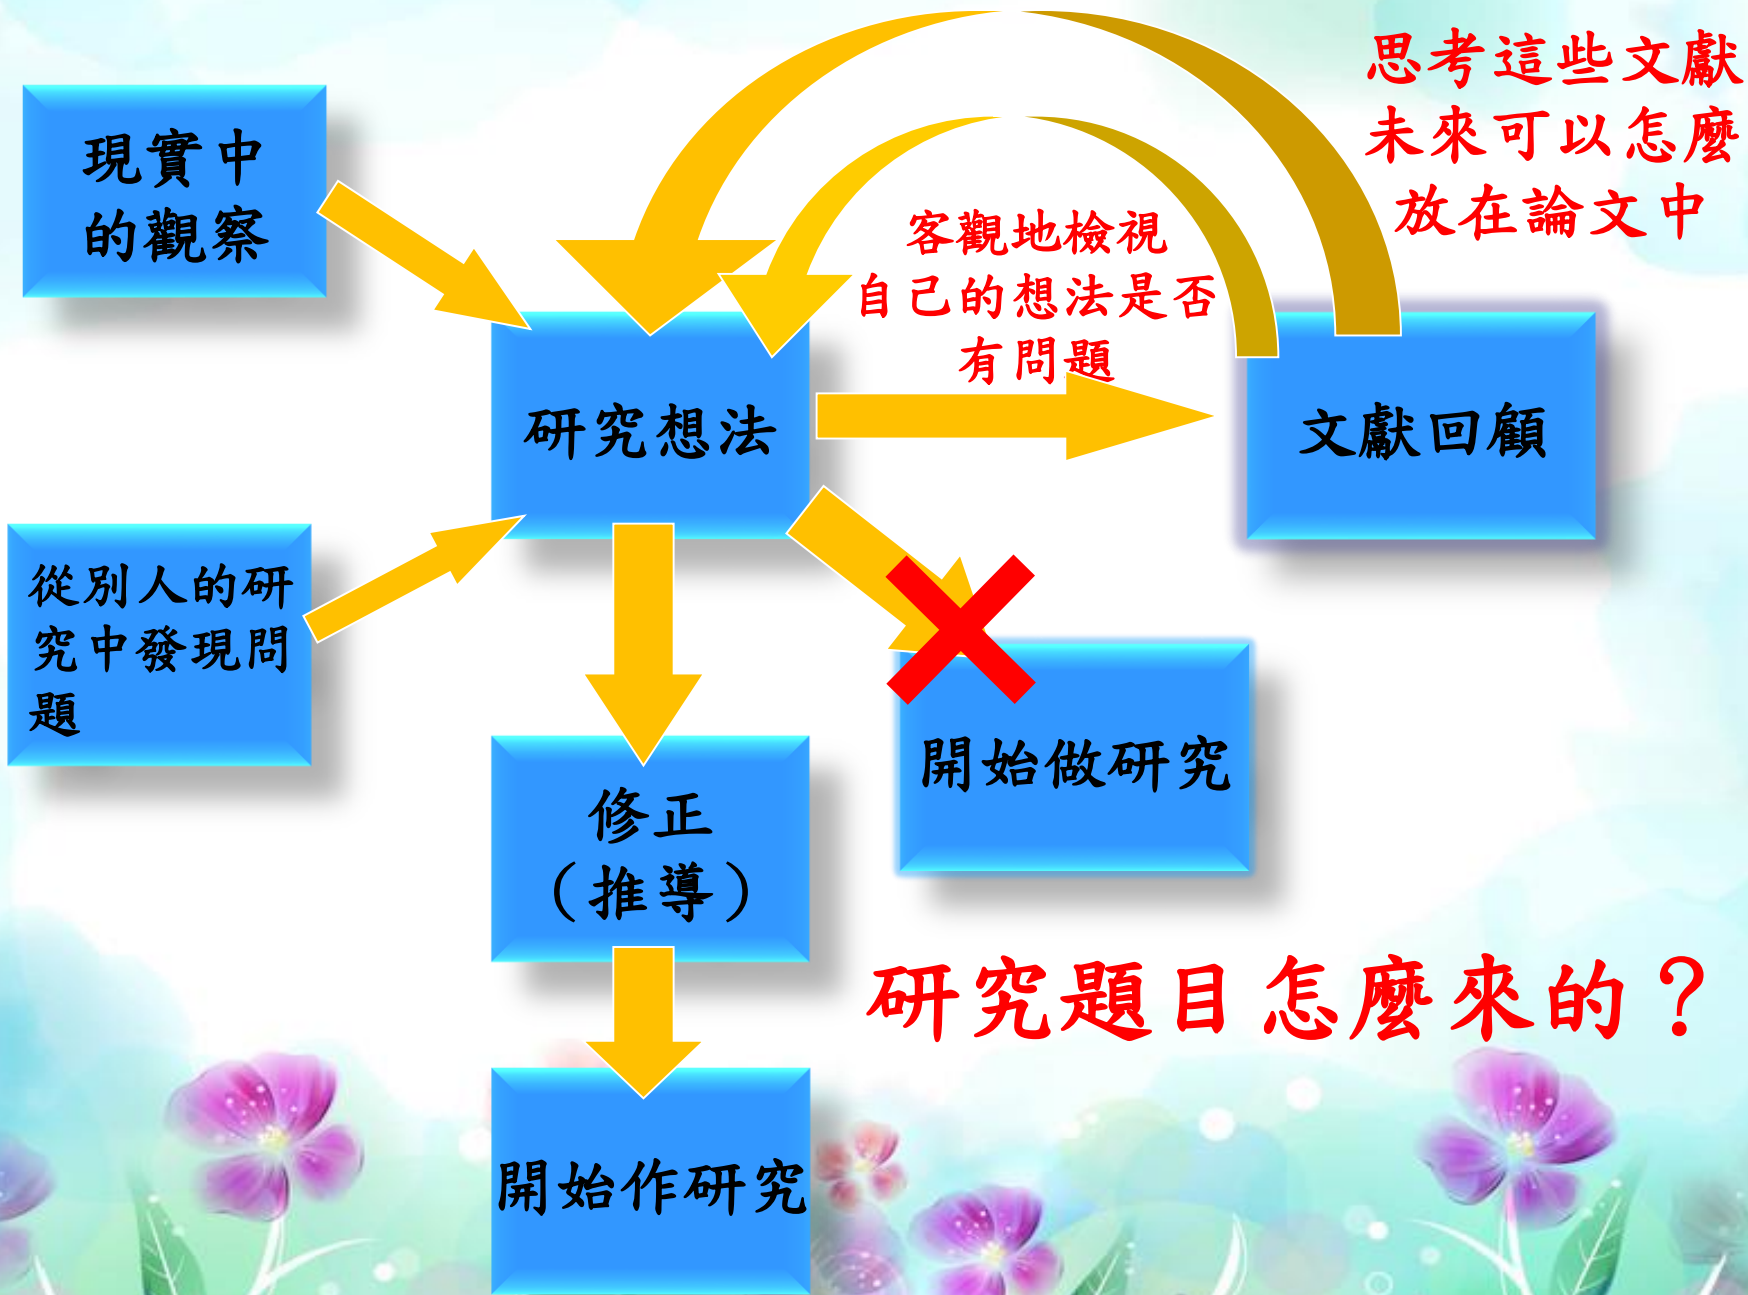 思考這些文獻
未來可以怎麼
放在論文中
現實中
的觀察
客觀地檢視
自己的想法是否
有問題
研究想法
文獻回顧
從別人的研
究中發現問
題
開始做研究
修正
（推導）
研究題目怎麼來的？
開始作研究